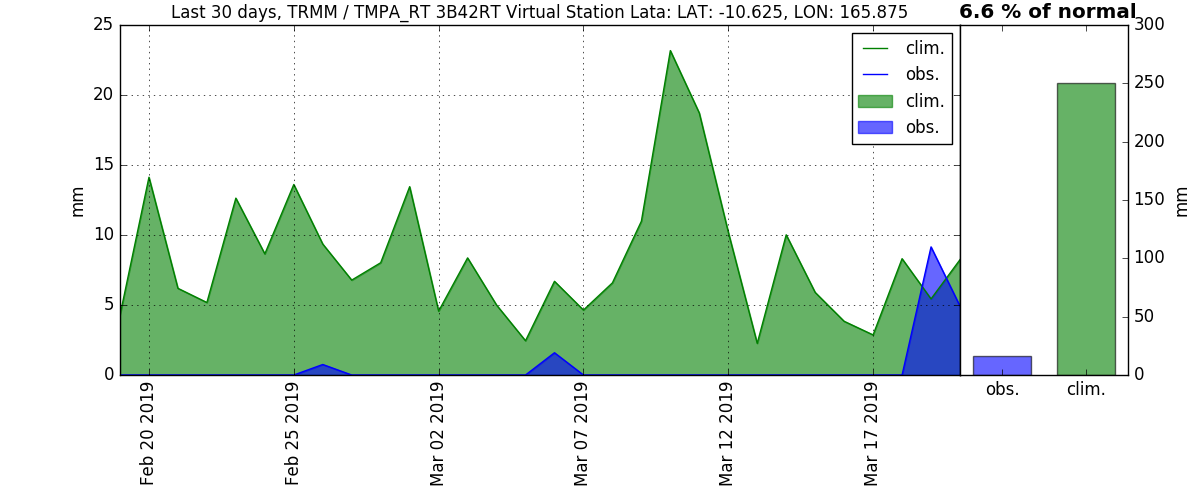 Last 30 days, TRMM / TMPA_RT 3B42RT Virtual Station Lata: LAT: -10.625, LON: 165.875
6.6 % of normal
25
20
15
10
5
0
mm
clim.
obs.
clim.
obs.
Feb 20 2019
Feb 25 2019
Mar 02 2019
Mar 07 2019
Mar 12 2019
Mar 17 2019
300
250
200
150
100
50
0
mm
obs.
clim.